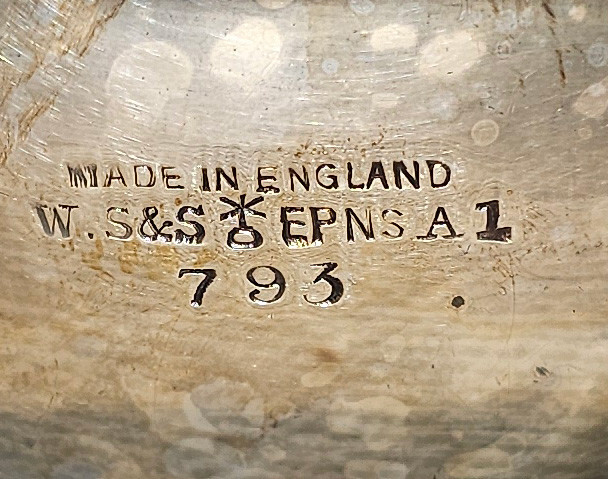 MADE IN ENGLAND
W. S&S EPNS A1
793